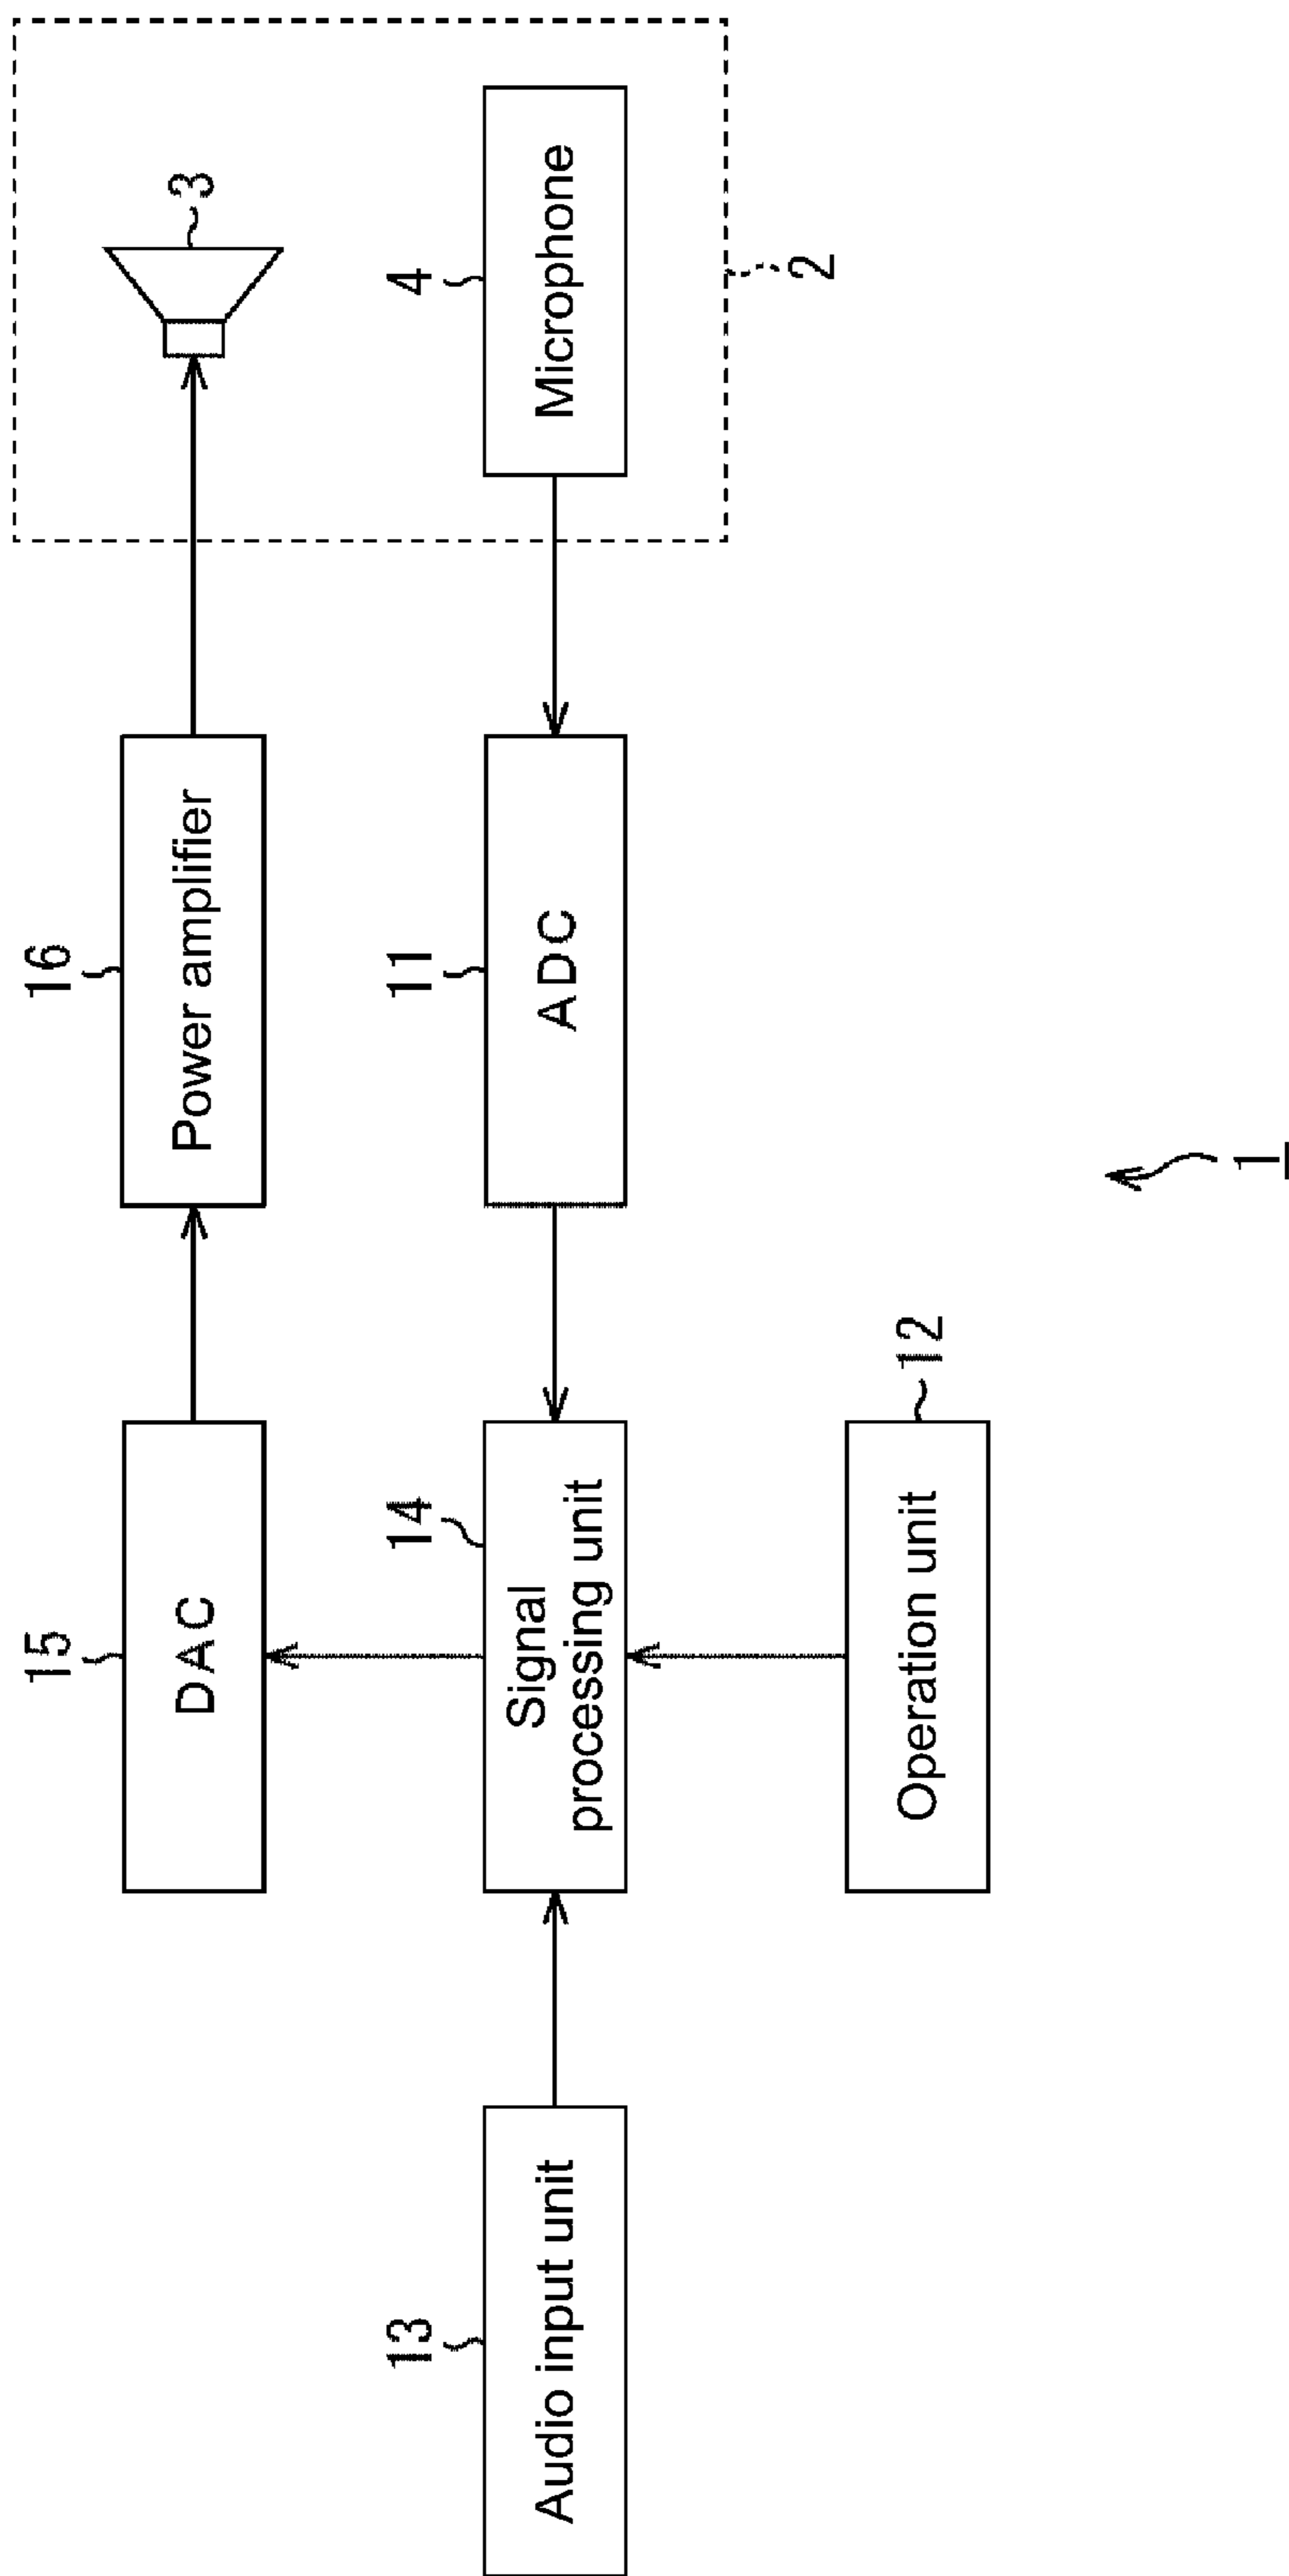 15
DAC
16
Power amplifier
3
13
Audio input unit
14
Signal
processing unit
11
ADC
4
Microphone
2
Operation unit
12
1